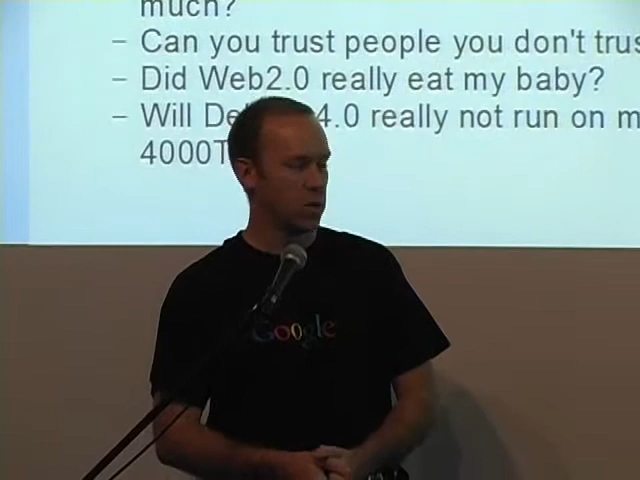 much?
– Can you trust people you don't trus
– Did Web2.0 really eat my baby?
– Will De 4.0 really not run on m
4000T
Google